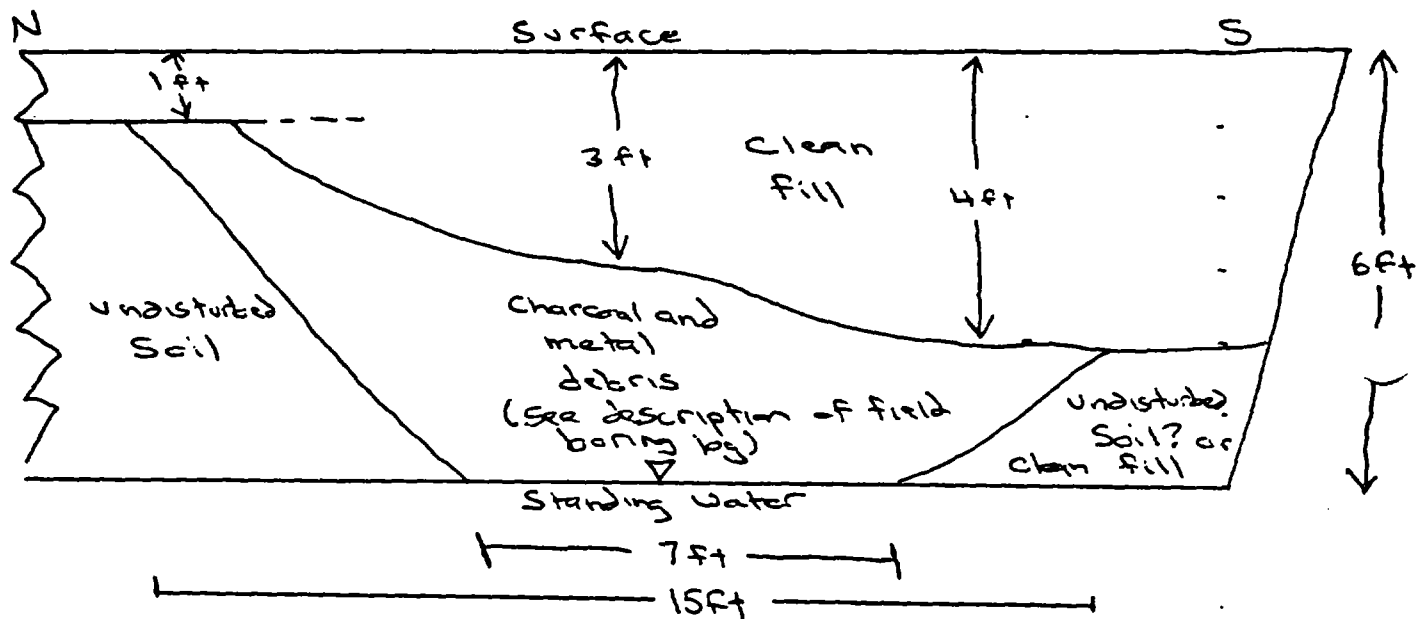 N
Surface
S
1 ft
3 ft
Clean
fill
4 ft
6 ft
undisturbed
Soil
Charcoal and
metal
debris
(see description of field
boring log)
undisturbed
Soil? or
Clean fill
Standing Water
7 ft
15 ft